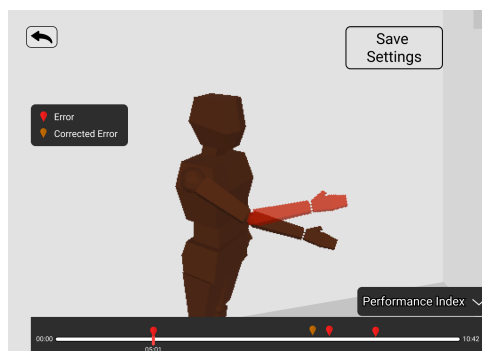 Save
Settings
Error
Corrected Error
Performance Index
00:00
10:42
05:01